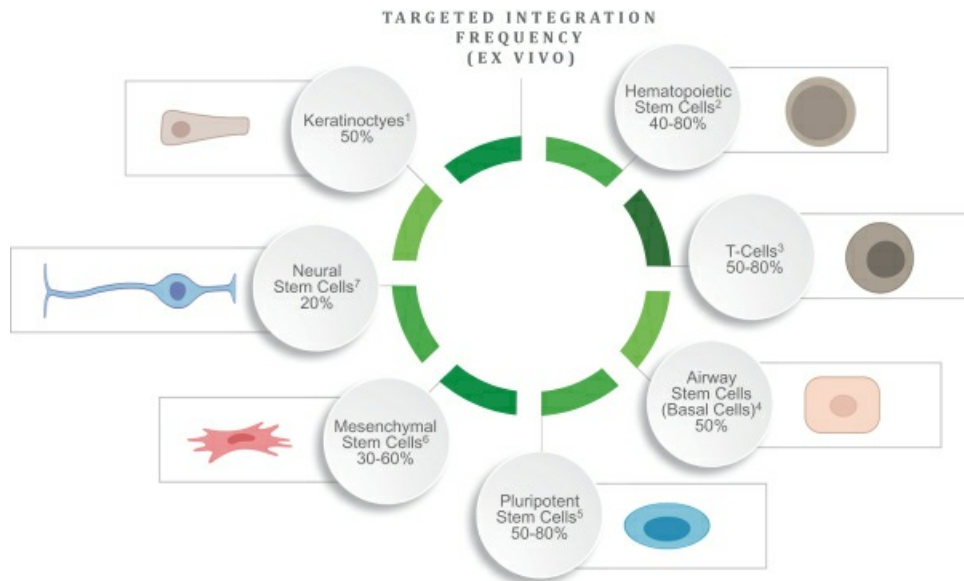 TARGETED INTEGRATION
FREQUENCY
(EX VIVO)
Keratinoctyes¹
50%
Hematopoietic
Stem Cells²
40-80%
T-Cells³
50-80%
Airway
Stem Cells
(Basal Cells)⁴
50%
Pluripotent
Stem Cells⁵
50-80%
Mesenchymal
Stem Cells⁶
30-60%
Neural
Stem Cells⁷
20%